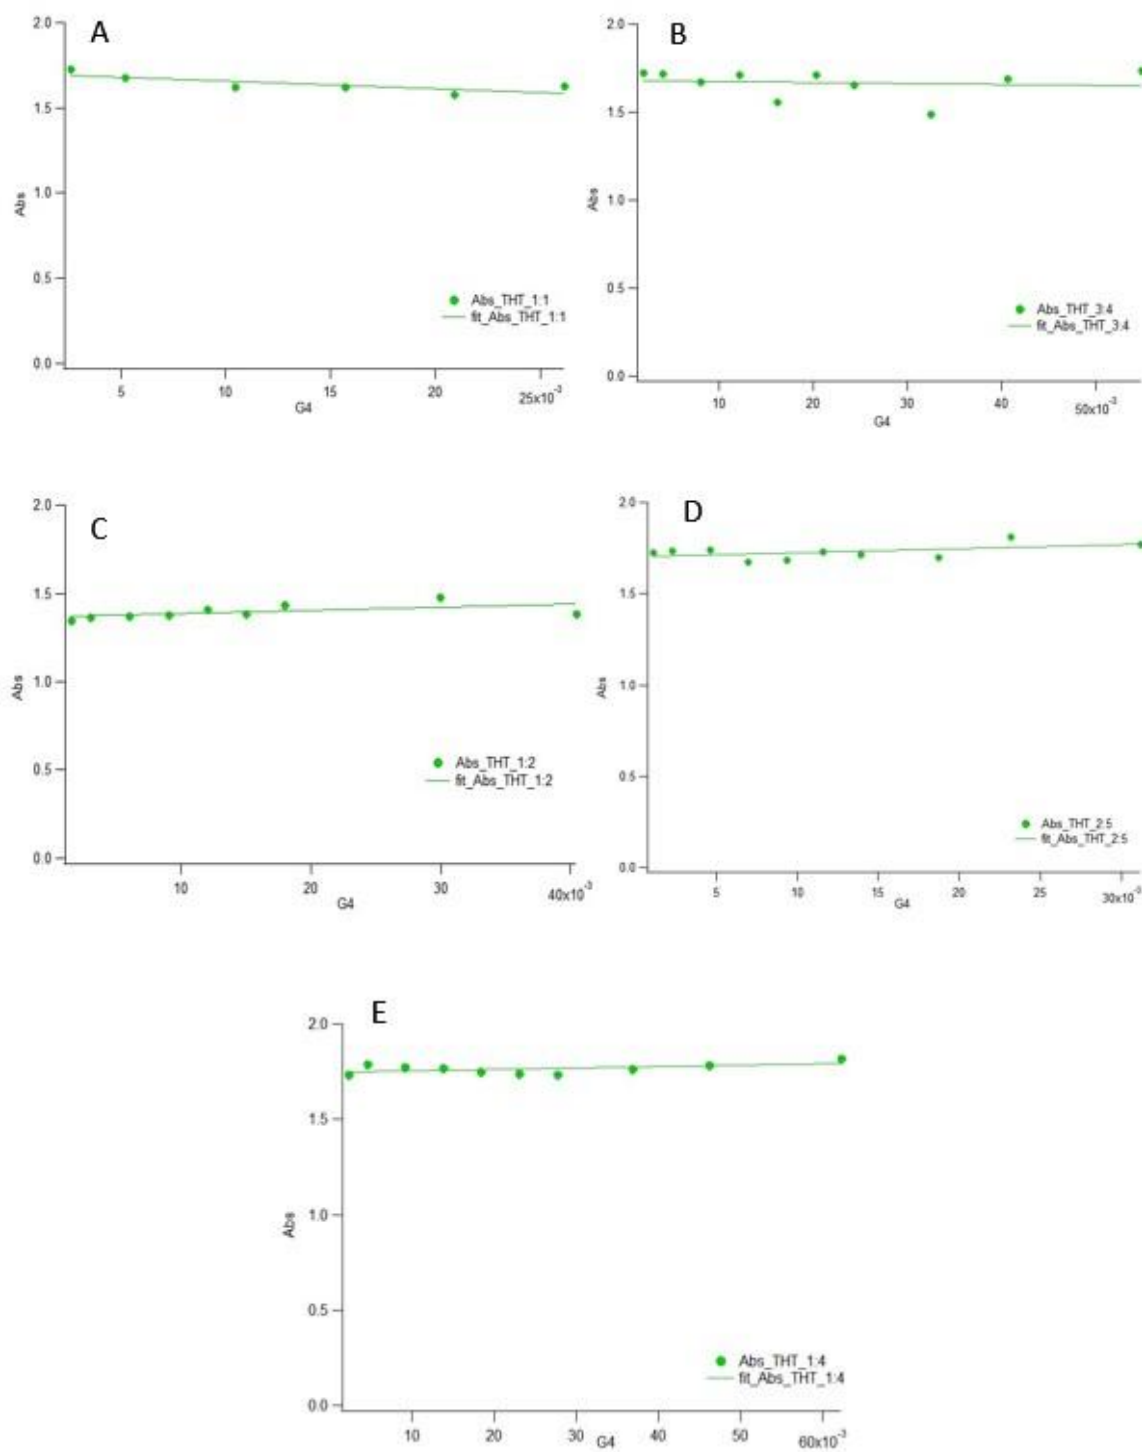 A
2.0
1.5
1.0
0.5
0.0
Abs
Abs_THT_1:1
fit_Abs_THT_1:1
5
10
15
20
25x10⁻³
G4
B
2.0
1.5
1.0
0.5
0.0
Abs
Abs_THT_3:4
fit_Abs_THT_3:4
10
20
30
40
50x10⁻³
G4
C
2.0
1.5
1.0
0.5
0.0
Abs
Abs_THT_1:2
fit_Abs_THT_1:2
10
20
30
40x10⁻³
G4
D
2.0
1.5
1.0
0.5
0.0
Abs
Abs_THT_2:5
fit_Abs_THT_2:5
5
10
15
20
25
30x10⁻³
G4
E
2.0
1.5
1.0
0.5
0.0
Abs
Abs_THT_1:4
fit_Abs_THT_1:4
10
20
30
40
50
60x10⁻³
G4